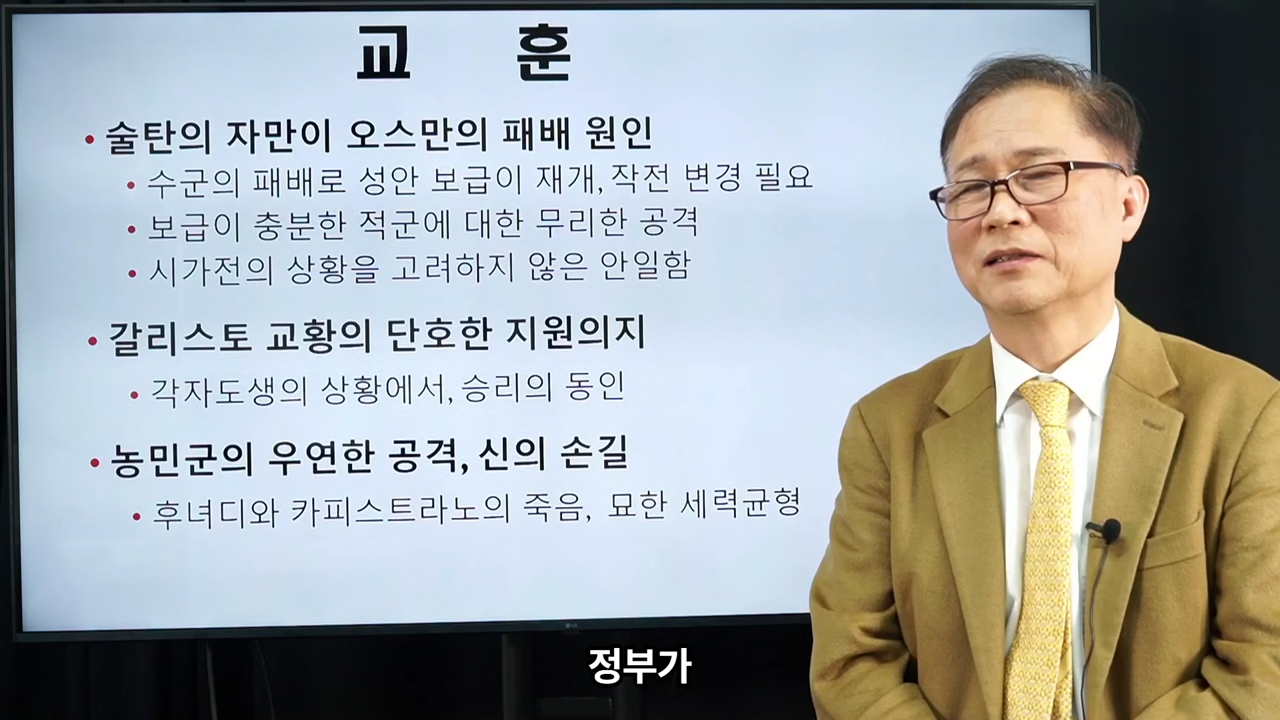 교 훈
• 술탄의 자만이 오스만의 패배 원인
• 수군의 패배로 성안 보급이 재개, 작전 변경 필요
• 보급이 충분한 적군에 대한 무리한 공격
• 시가전의 상황을 고려하지 않은 안일함
• 갈리스토 교황의 단호한 지원의지
• 각자도생의 상황에서, 승리의 동인
• 농민군의 우연한 공격, 신의 손길
• 후녀디와 카피스트라노의 죽음, 묘한 세력균형
LG
정부가